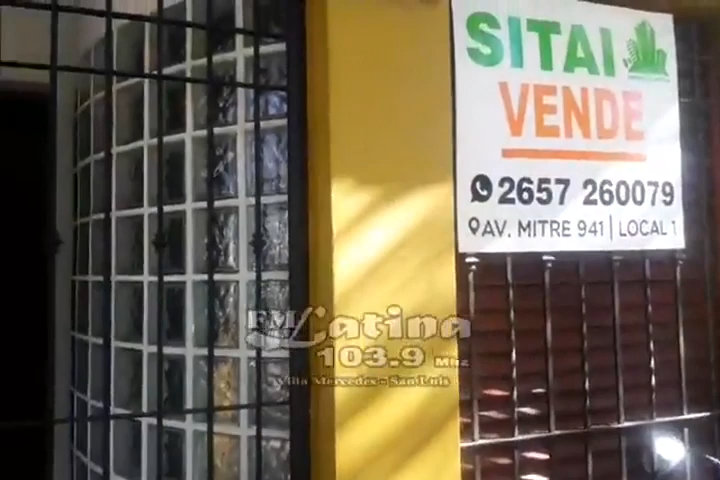 SITAI
VENDE
2657 260079
AV. MITRE 941 | LOCAL 1
FM Latina
103.9 Mhz
Villa Mercedes - San Luis